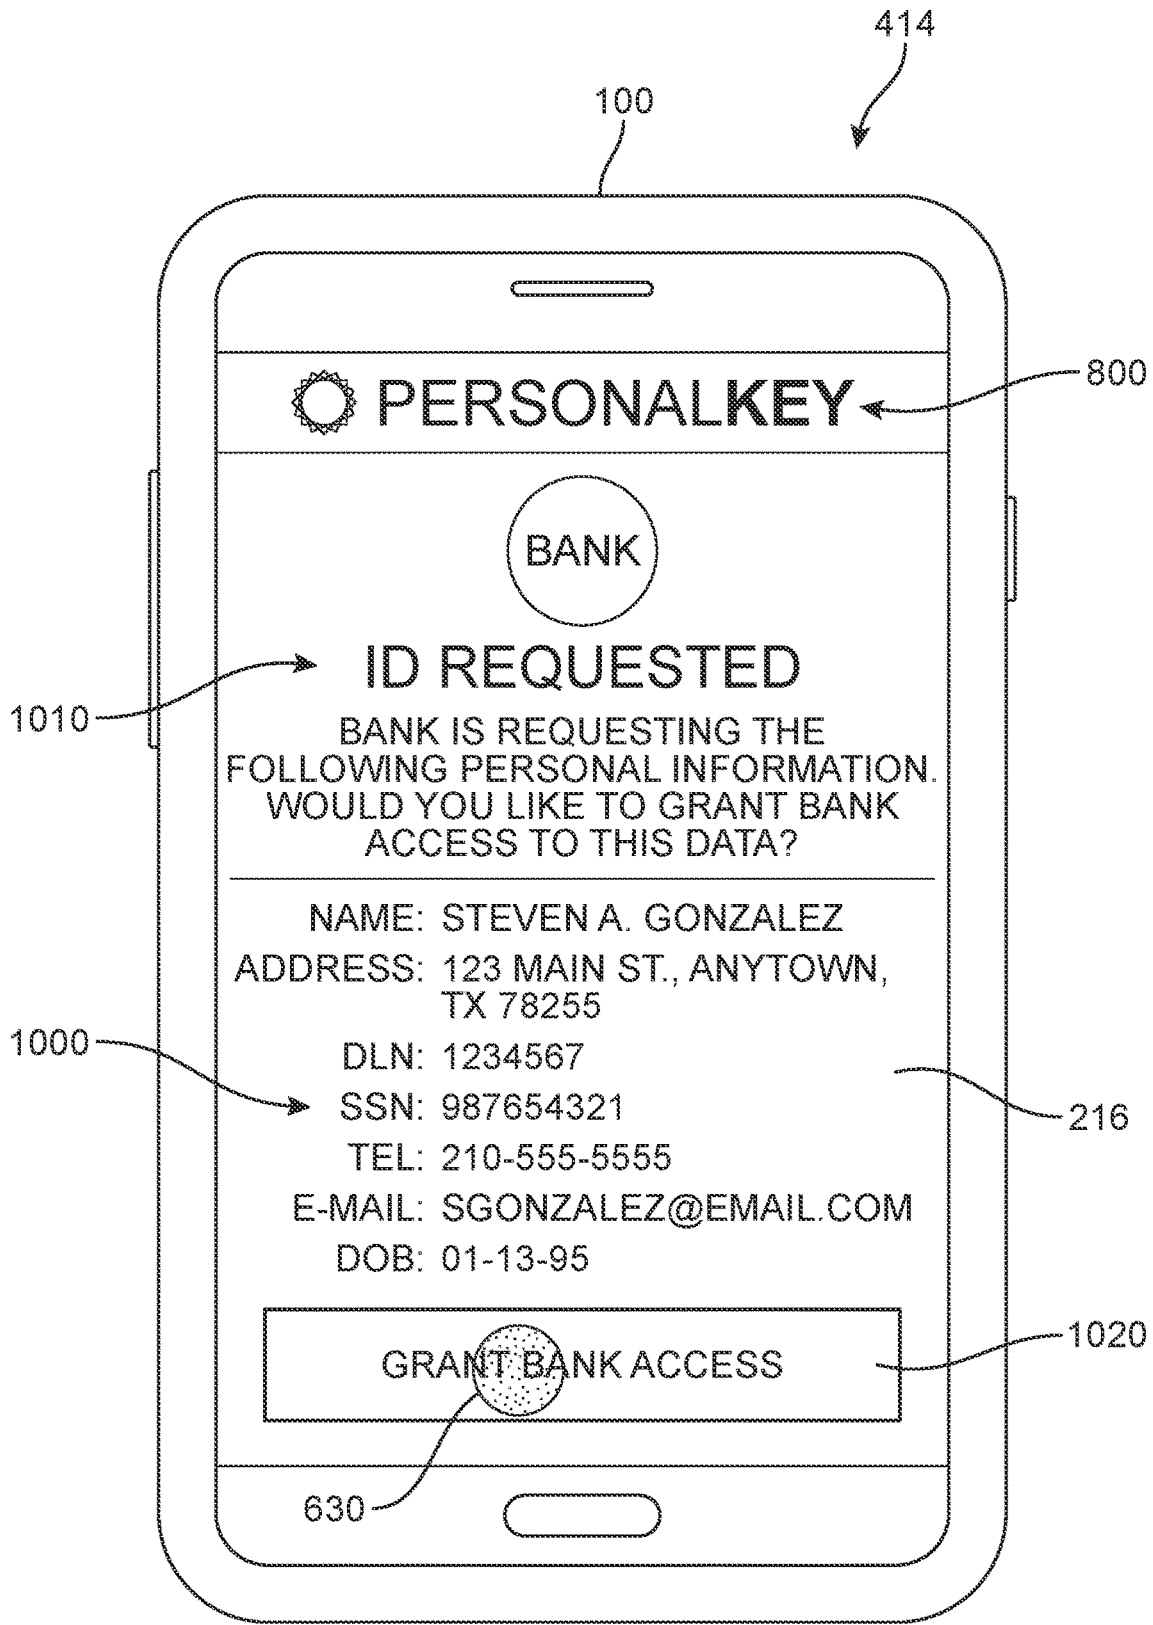 414
100
PERSONALKEY
800
BANK
ID REQUESTED
1010
BANK IS REQUESTING THE
FOLLOWING PERSONAL INFORMATION.
WOULD YOU LIKE TO GRANT BANK
ACCESS TO THIS DATA?
NAME: STEVEN A. GONZALEZ
ADDRESS: 123 MAIN ST., ANYTOWN,
TX 78255
1000
DLN: 1234567
SSN: 987654321
216
TEL: 210-555-5555
E-MAIL: SGONZALEZ@EMAIL.COM
DOB: 01-13-95
1020
GRANT BANK ACCESS
630